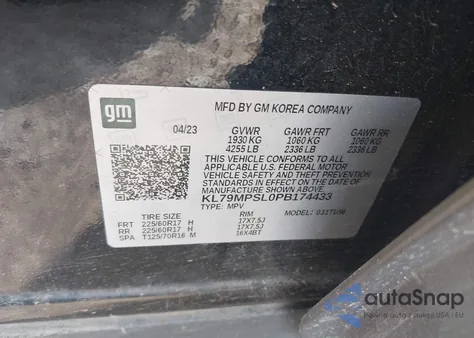 gm
MFD BY GM KOREA COMPANY
04/23 GVWR GAWR FRT GAWR RR
1930 KG 1060 KG 1060 KG
4255 LB 2336 LB 2336 LB
THIS VEHICLE CONFORMS TO ALL
APPLICABLE U.S. FEDERAL MOTOR
VEHICLE SAFETY AND THEFT PREVENTION
STANDARDS IN EFFECT ON THE DATE OF
MANUFACTURE SHOWN ABOVE.
KL79MPSL0PB174433
TYPE: MPV MODEL:
TIRE SIZE RIM
FRT 225/60R17 H 17X7.5J
RR 225/60R17 H 17X7.5J
SPA T125/70R16 M 16X4BT
autoSnap